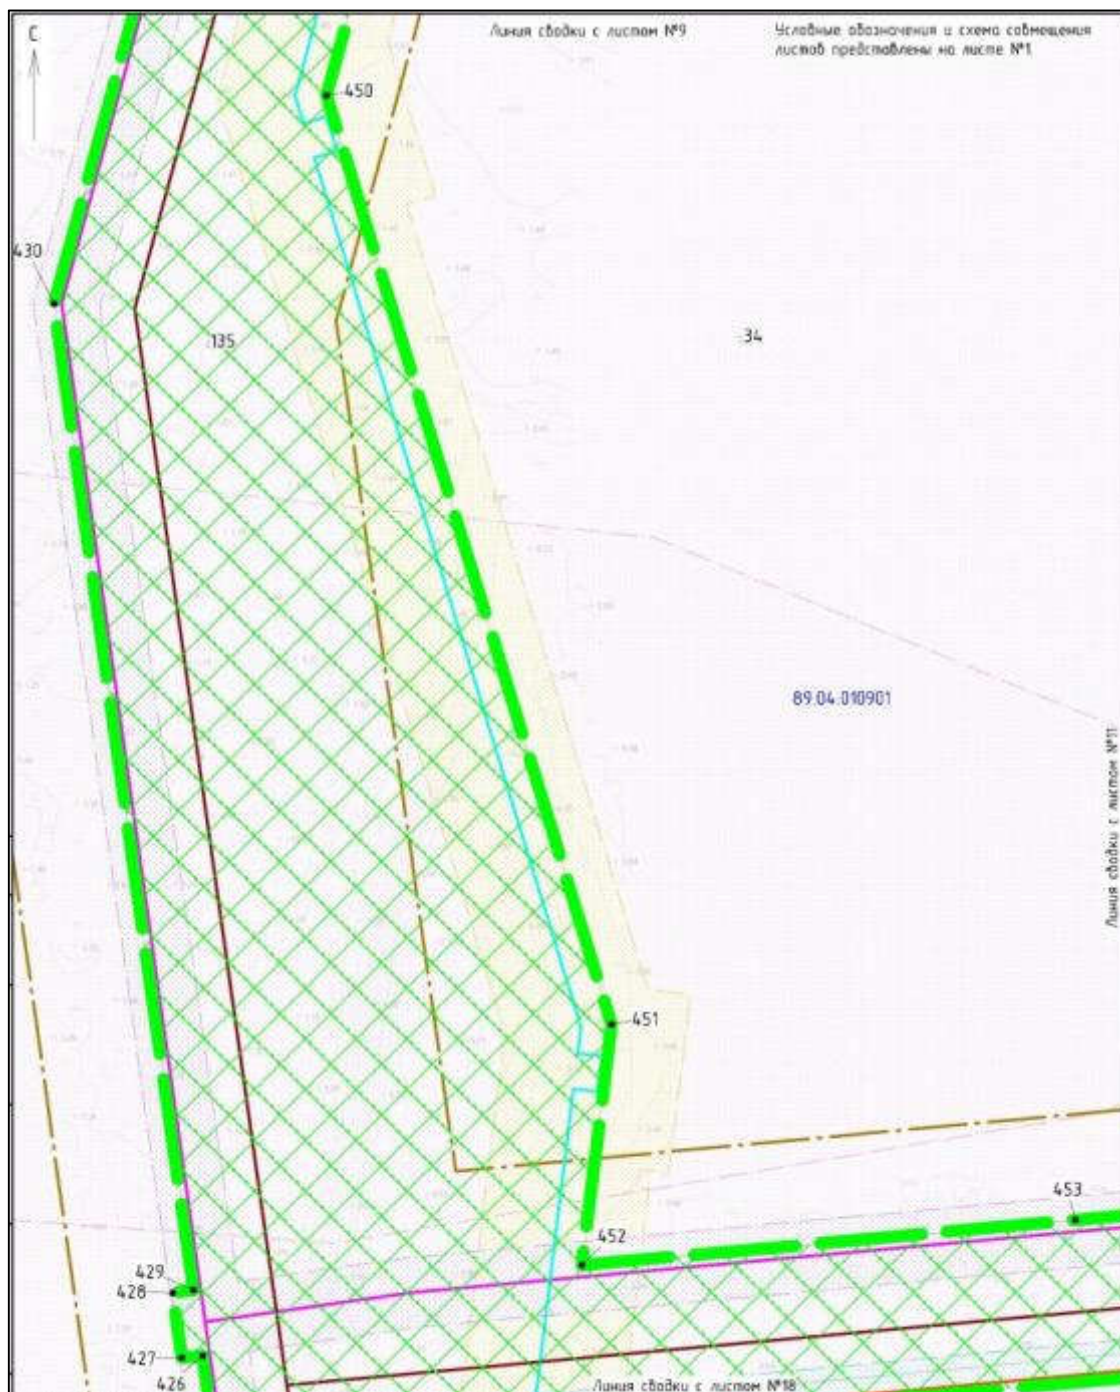 С
Линия сводки с листом №9
Условные обозначения и схема совмещения
листов представлены на листе №1
450
430
:135
:34
89:04:010901
Линия сводки с листом №11
451
453
452
429
428
427
426
Линия сводки с листом №18